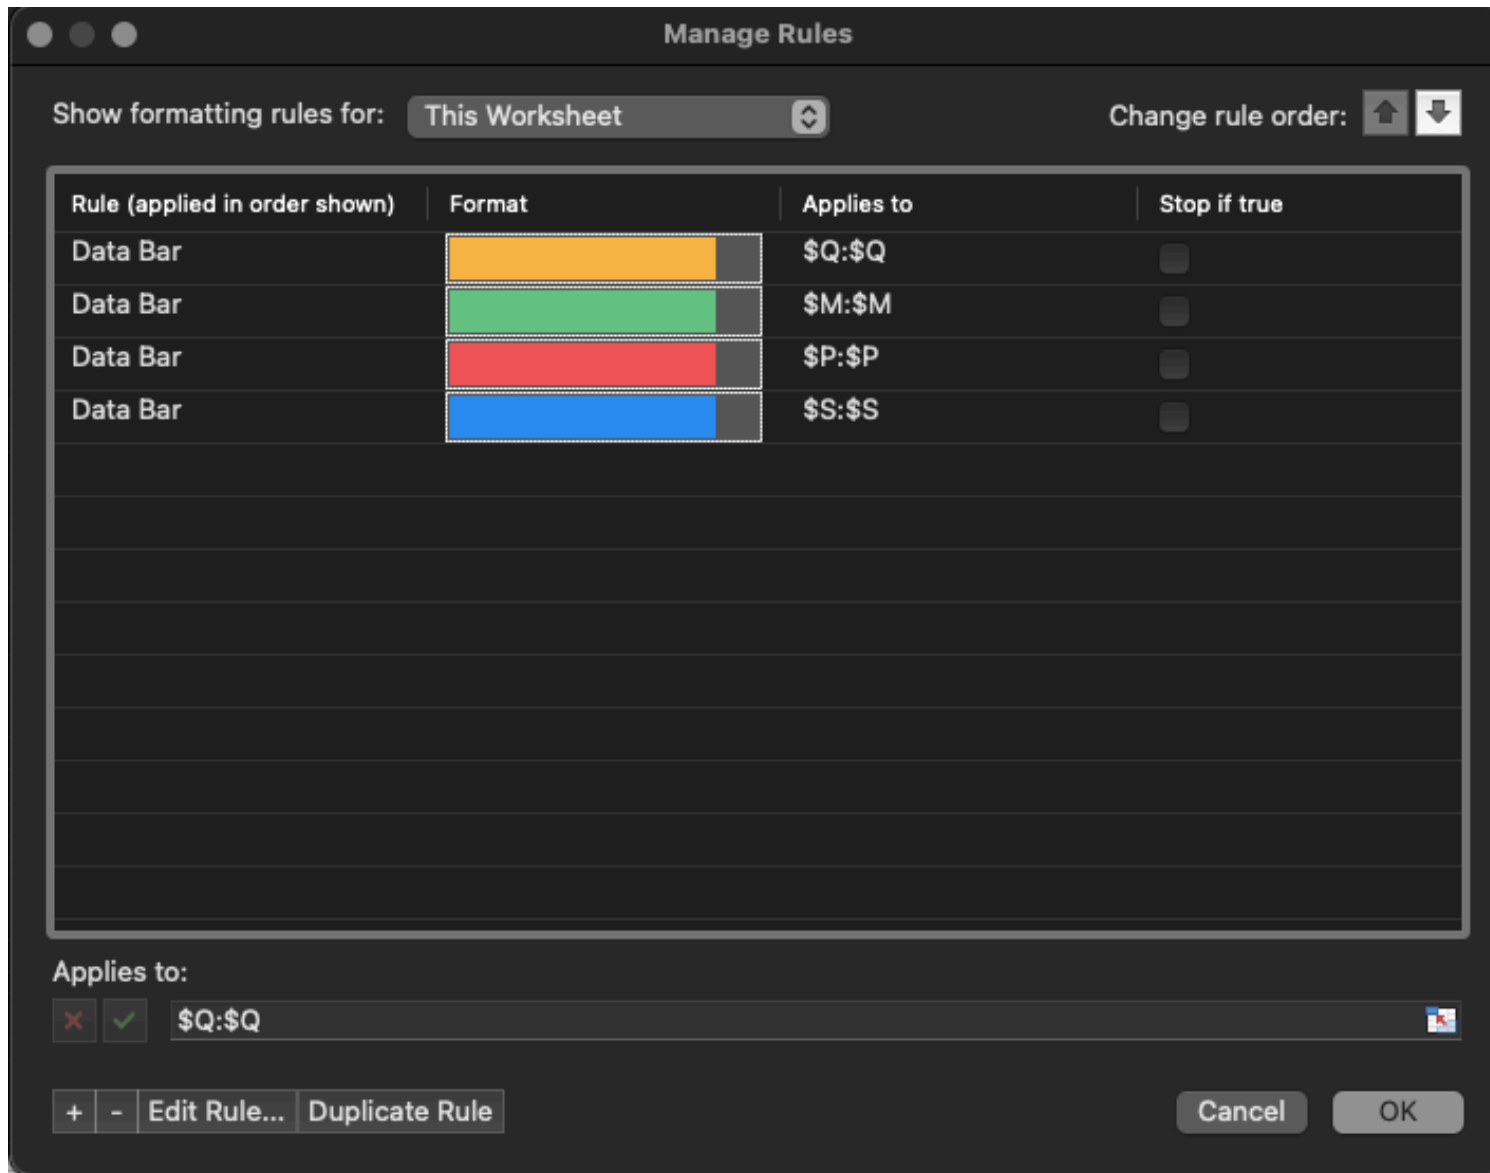 Manage Rules
Show formatting rules for: This Worksheet Change rule order:
Rule (applied in order shown) Format Applies to Stop if true
Data Bar $Q:$Q
Data Bar $M:$M
Data Bar $P:$P
Data Bar $S:$S
Applies to:
$Q:$Q
+ - Edit Rule... Duplicate Rule Cancel OK